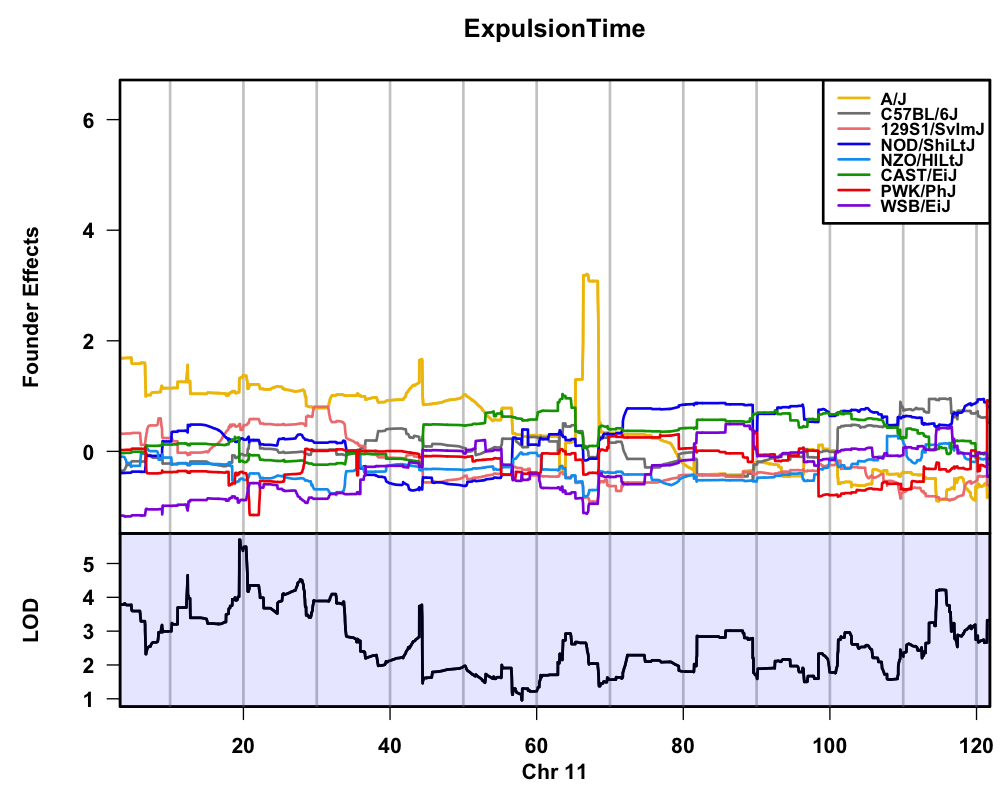 ExpulsionTime
Founder Effects
6
4
2
0
A/J
C57BL/6J
129S1/SvImJ
NOD/ShiLtJ
NZO/HlLtJ
CAST/EiJ
PWK/PhJ
WSB/EiJ
LOD
5
4
3
2
1
20 40 60 80 100 120
Chr 11